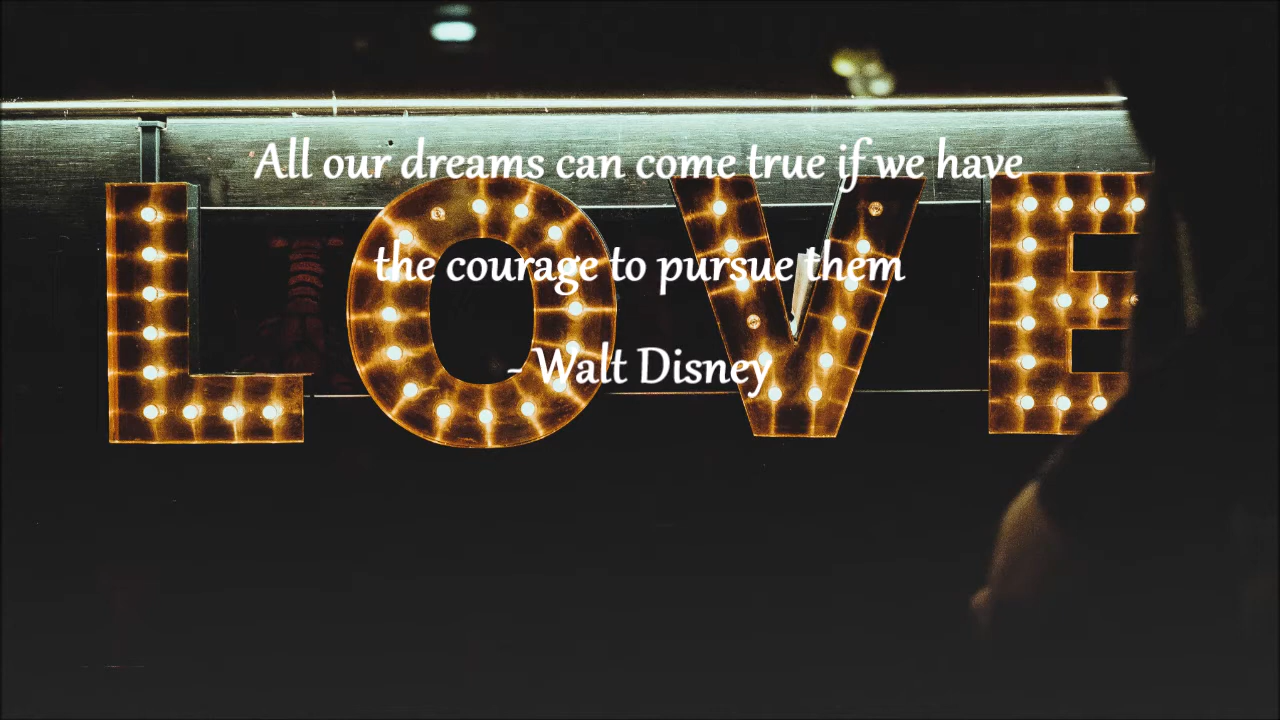 All our dreams can come true if we have
the courage to pursue them
- Walt Disney
LOVE